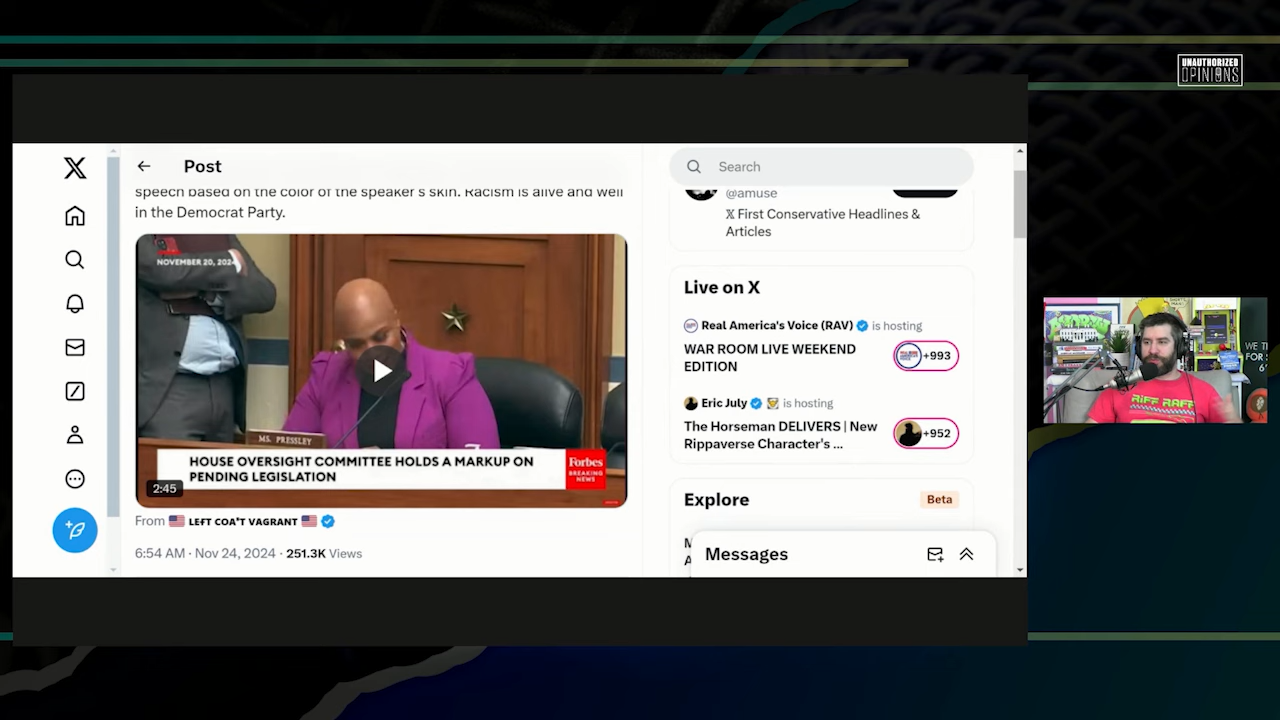 UNAUTHORIZED
OPINIONS
Post
speech based on the color of the speaker's skin. Racism is alive and well
in the Democrat Party.
NOVEMBER 20, 2024
MS. PRESSLEY
HOUSE OVERSIGHT COMMITTEE HOLDS A MARKUP ON
PENDING LEGISLATION
Forbes
BREAKING
NEWS
2:45
From 🇺🇸 LEFT COA'T VAGRANT 🇺🇸
6:54 AM · Nov 24, 2024 · 251.3K Views
Search
@amuse
𝕏 First Conservative Headlines &
Articles
Live on X
Real America's Voice (RAV) is hosting
WAR ROOM LIVE WEEKEND
EDITION
+993
Eric July is hosting
The Horseman DELIVERS | New
Rippaverse Character's ...
+952
Explore
Beta
Messages
RIFF RAFF
WE T
FOR
6